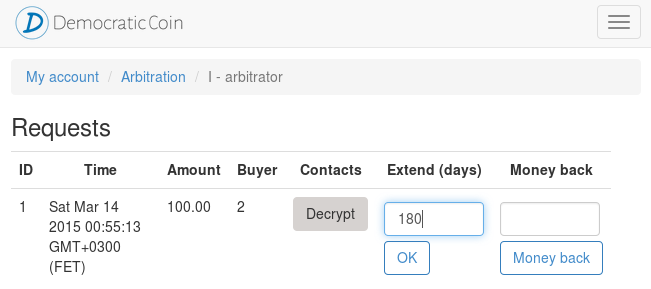 DemocraticCoin
My account / Arbitration / I - arbitrator
Requests
ID Time Amount Buyer Contacts Extend (days) Money back
1 Sat Mar 14 100.00 2 Decrypt 180
2015 00:55:13
GMT+0300 OK Money back
(FET)